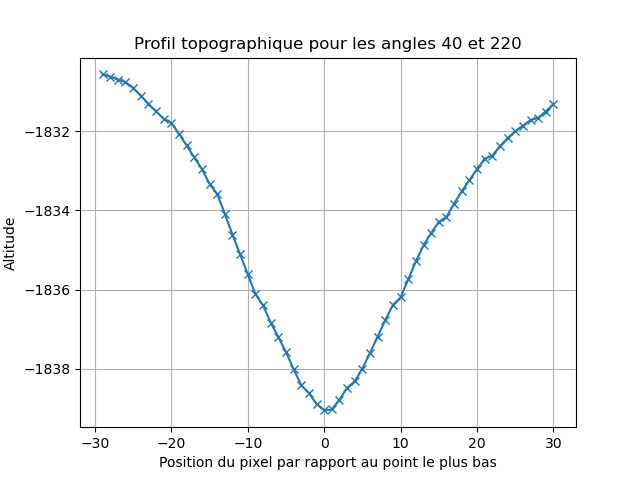 Profil topographique pour les angles 40 et 220
−1832
−1834
−1836
−1838
Altitude
−30 −20 −10 0 10 20 30
Position du pixel par rapport au point le plus bas